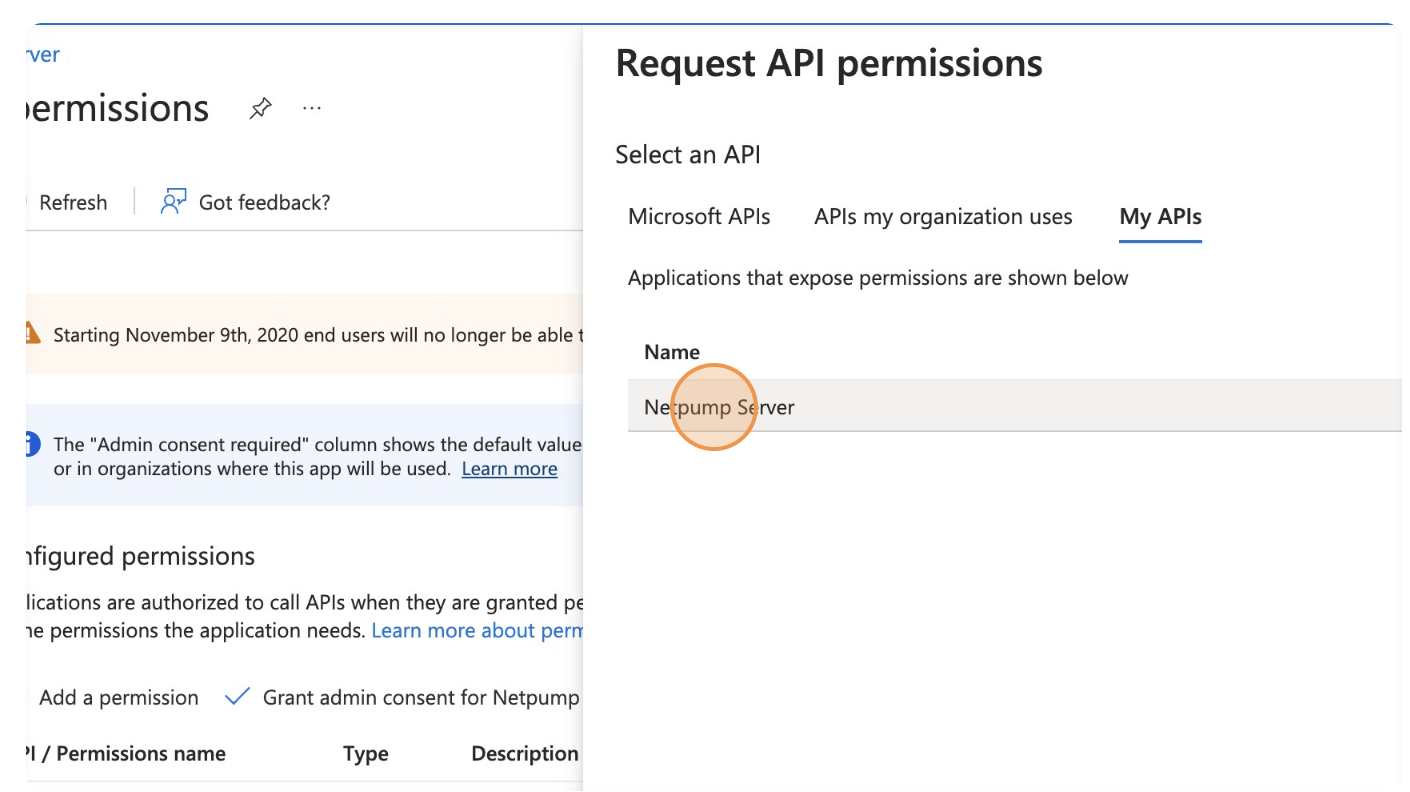 rver
permissions
...
Refresh
Got feedback?
Starting November 9th, 2020 end users will no longer be able t
The "Admin consent required" column shows the default value
or in organizations where this app will be used. Learn more
nfigured permissions
lications are authorized to call APIs when they are granted pe
he permissions the application needs. Learn more about perm
Add a permission
Grant admin consent for Netpump
PI / Permissions name
Type
Description
Request API permissions
Select an API
Microsoft APIs
APIs my organization uses
My APIs
Applications that expose permissions are shown below
Name
Netpump Server